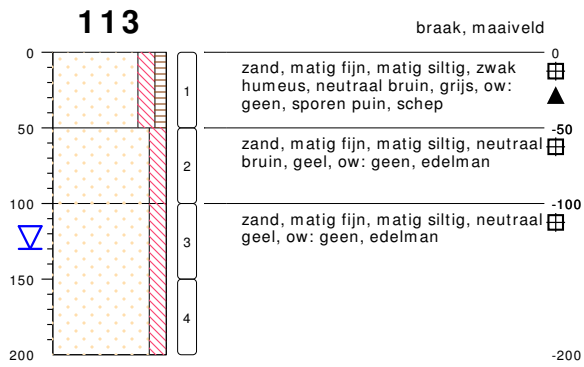 113
braak, maaiveld
0
0
zand, matig fijn, matig siltig, zwak
humeus, neutraal bruin, grijs, ow:
geen, sporen puin, schep
1
50
-50
zand, matig fijn, matig siltig, neutraal
bruin, geel, ow: geen, edelman
2
100
-100
zand, matig fijn, matig siltig, neutraal
geel, ow: geen, edelman
3
150
4
200
-200